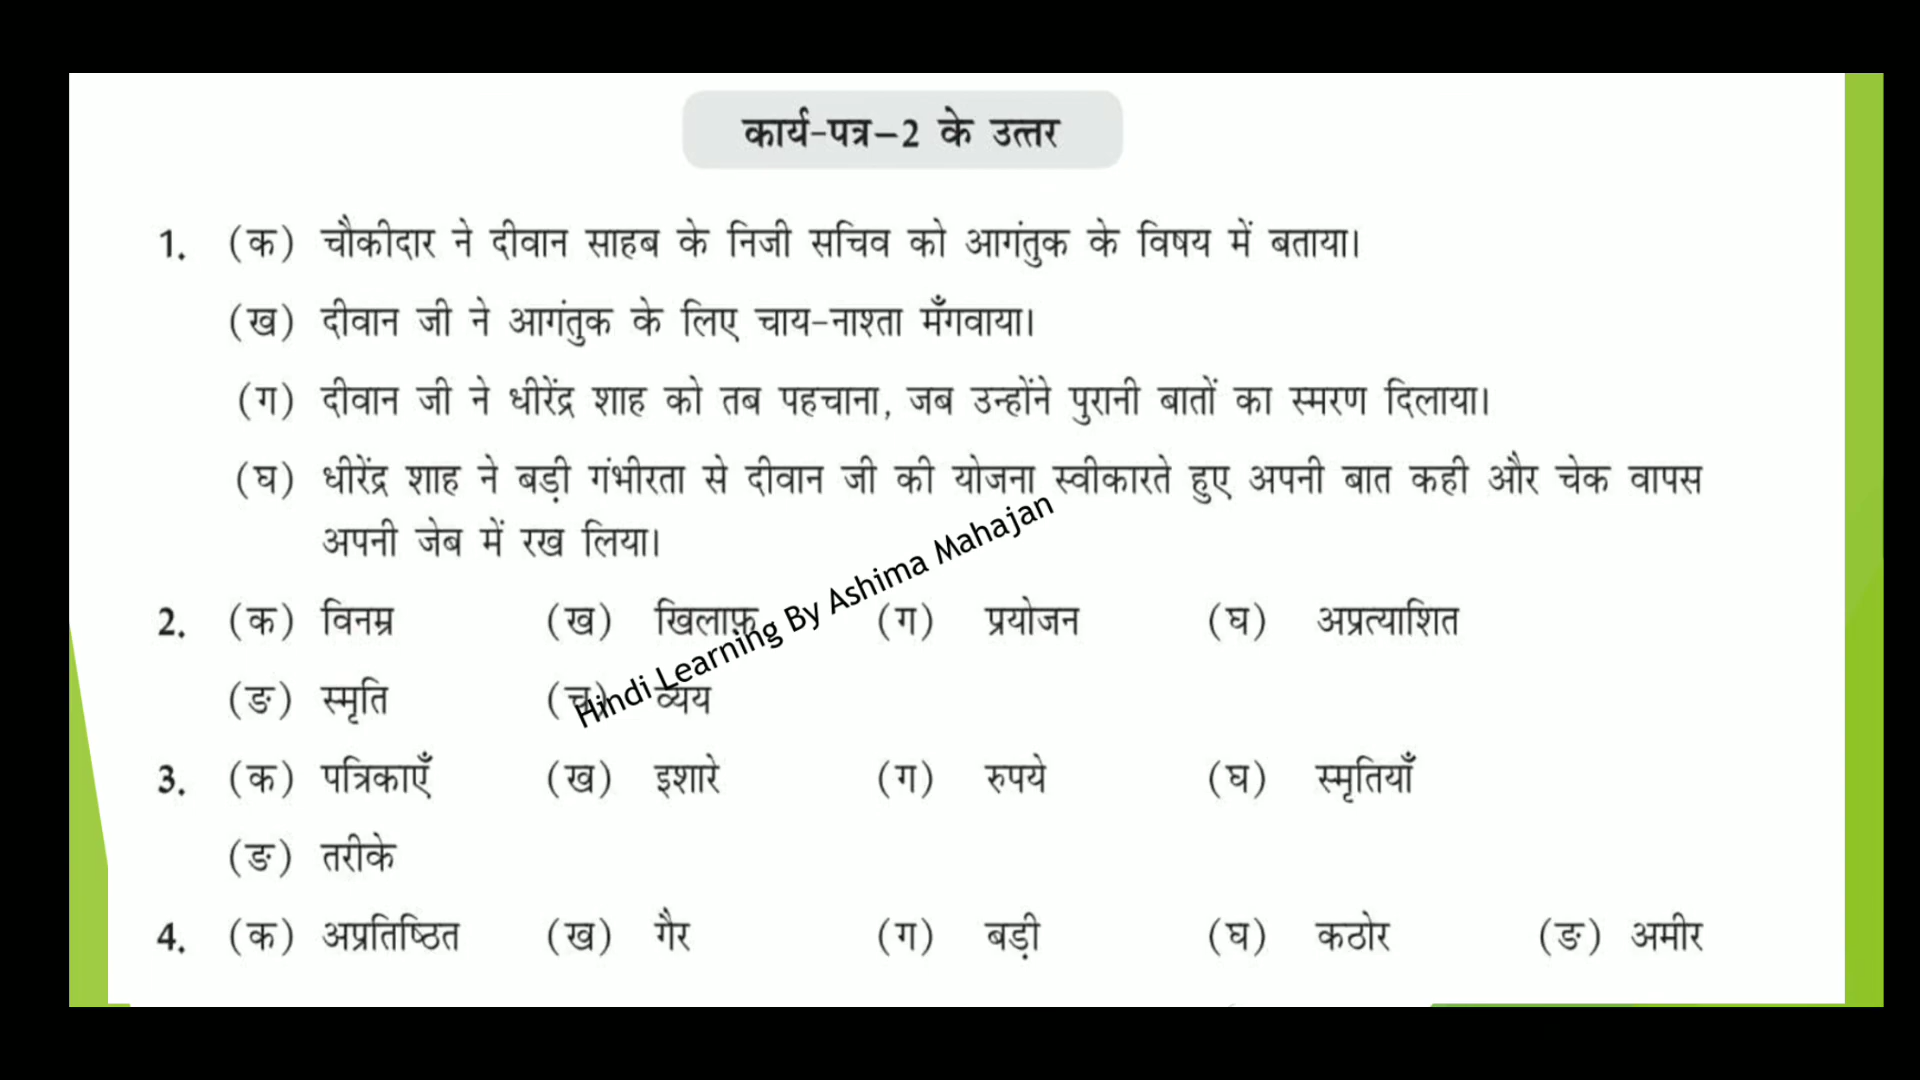 कार्य-पत्र–2 के उत्तर
1. (क) चौकीदार ने दीवान साहब के निजी सचिव को आगंतुक के विषय में बताया।
(ख) दीवान जी ने आगंतुक के लिए चाय-नाश्ता मँगवाया।
(ग) दीवान जी ने धीरेंद्र शाह को तब पहचाना, जब उन्होंने पुरानी बातों का स्मरण दिलाया।
(घ) धीरेंद्र शाह ने बड़ी गंभीरता से दीवान जी की योजना स्वीकारते हुए अपनी बात कही और चेक वापस
अपनी जेब में रख लिया।
Hindi Learning By Ashima Mahajan
2. (क) विनम्र (ख) खिलाफ़ (ग) प्रयोजन (घ) अप्रत्याशित
(ङ) स्मृति (च) व्यय
3. (क) पत्रिकाएँ (ख) इशारे (ग) रुपये (घ) स्मृतियाँ
(ङ) तरीके
4. (क) अप्रतिष्ठित (ख) गैर (ग) बड़ी (घ) कठोर (ङ) अमीर